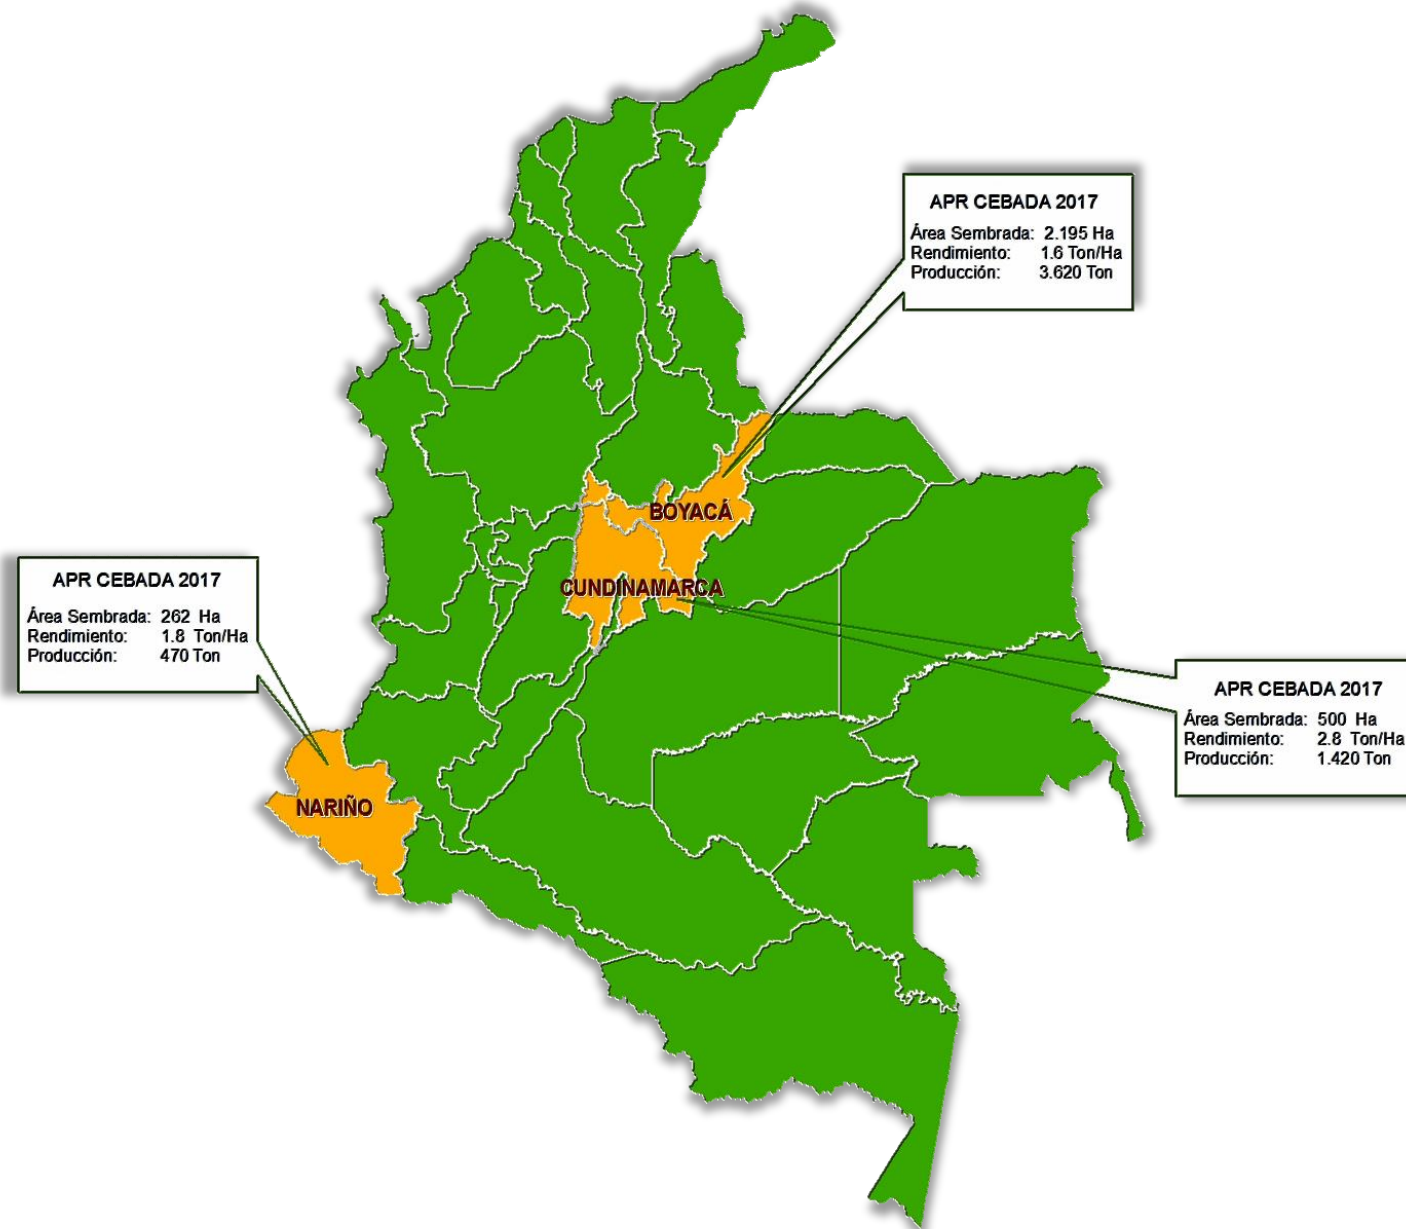 APR CEBADA 2017
Área Sembrada: 2.195 Ha
Rendimiento: 1.6 Ton/Ha
Producción: 3.620 Ton
BOYACÁ
CUNDINAMARCA
APR CEBADA 2017
Área Sembrada: 262 Ha
Rendimiento: 1.8 Ton/Ha
Producción: 470 Ton
APR CEBADA 2017
Área Sembrada: 500 Ha
Rendimiento: 2.8 Ton/Ha
Producción: 1.420 Ton
NARIÑO